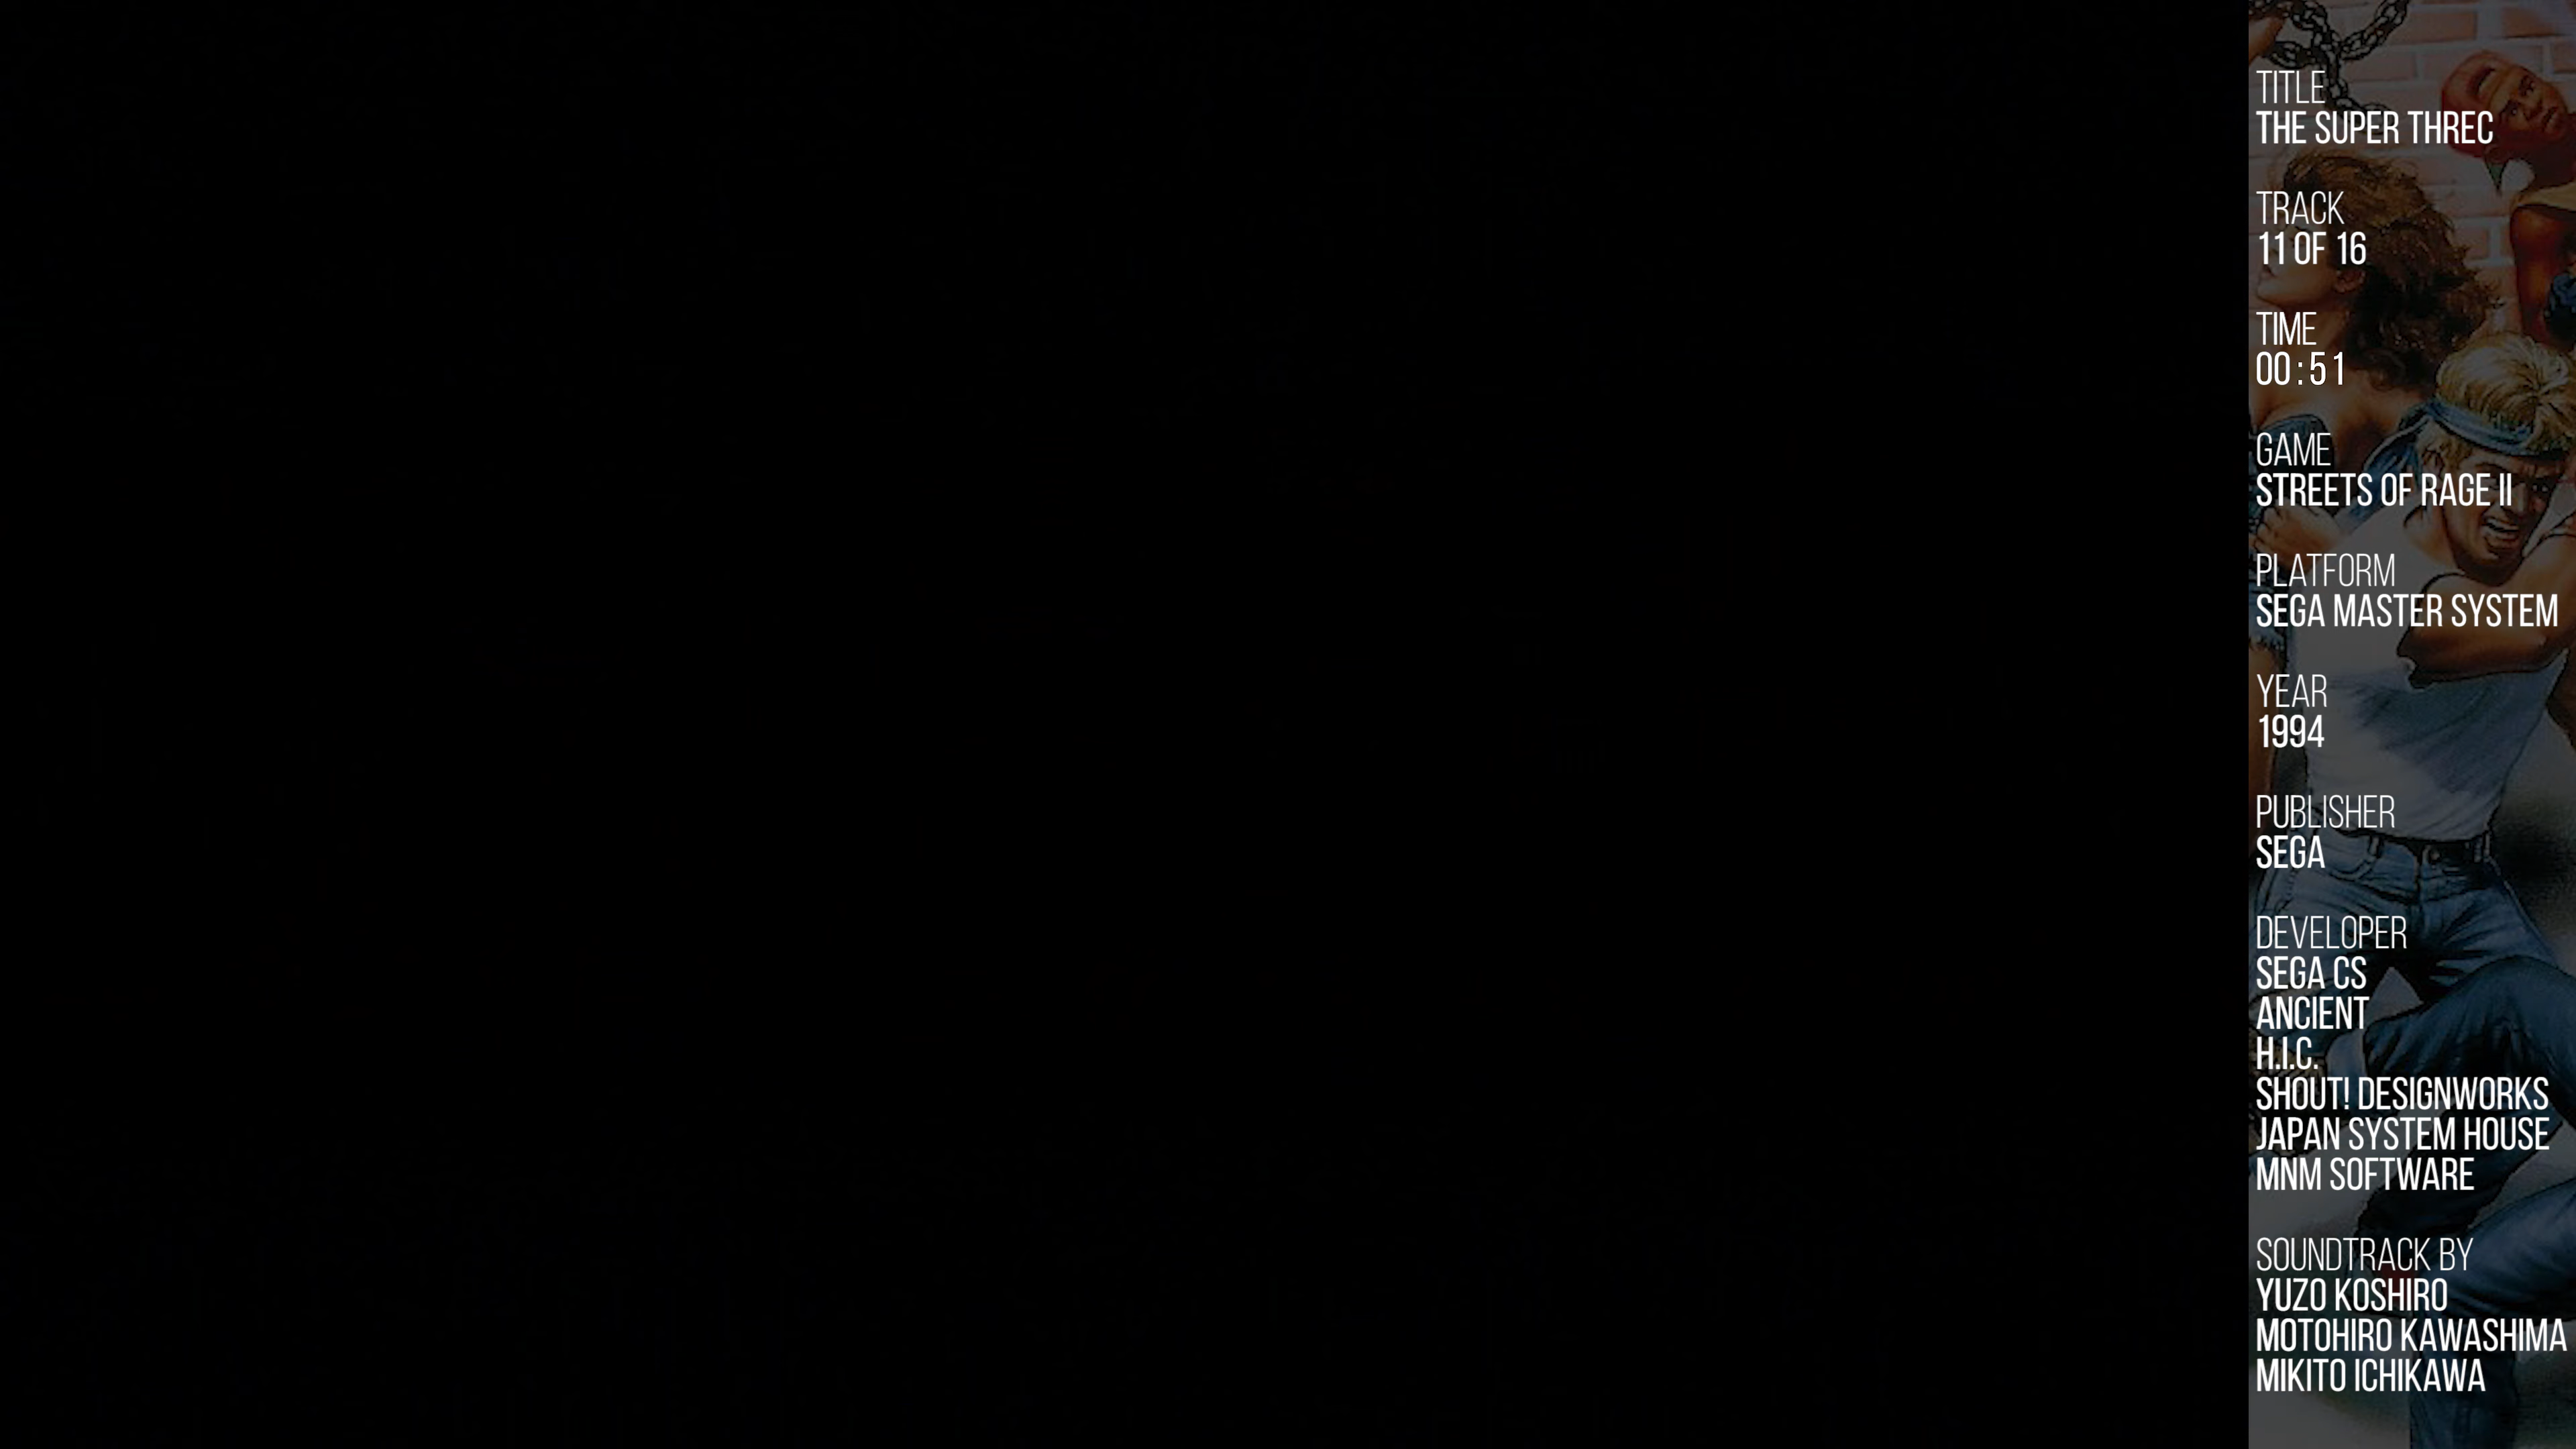 TITLE
THE SUPER THREC
TRACK
11 OF 16
TIME
00:51
GAME
STREETS OF RAGE II
PLATFORM
SEGA MASTER SYSTEM
YEAR
1994
PUBLISHER
SEGA
DEVELOPER
SEGA CS
ANCIENT
H.I.C.
SHOUT! DESIGNWORKS
JAPAN SYSTEM HOUSE
MNM SOFTWARE
SOUNDTRACK BY
YUZO KOSHIRO
MOTOHIRO KAWASHIMA
MIKITO ICHIKAWA